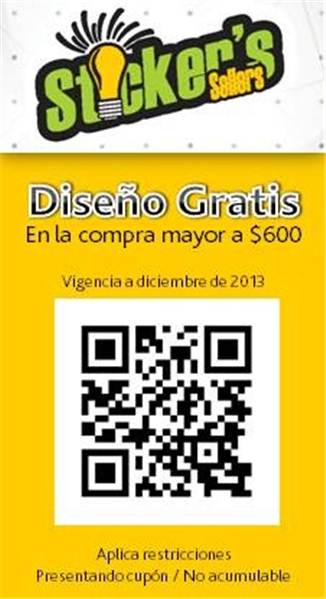 Sticker's
Sellers
Diseño Gratis
En la compra mayor a $600
Vigencia a diciembre de 2013
Aplica restricciones
Presentando cupón / No acumulable